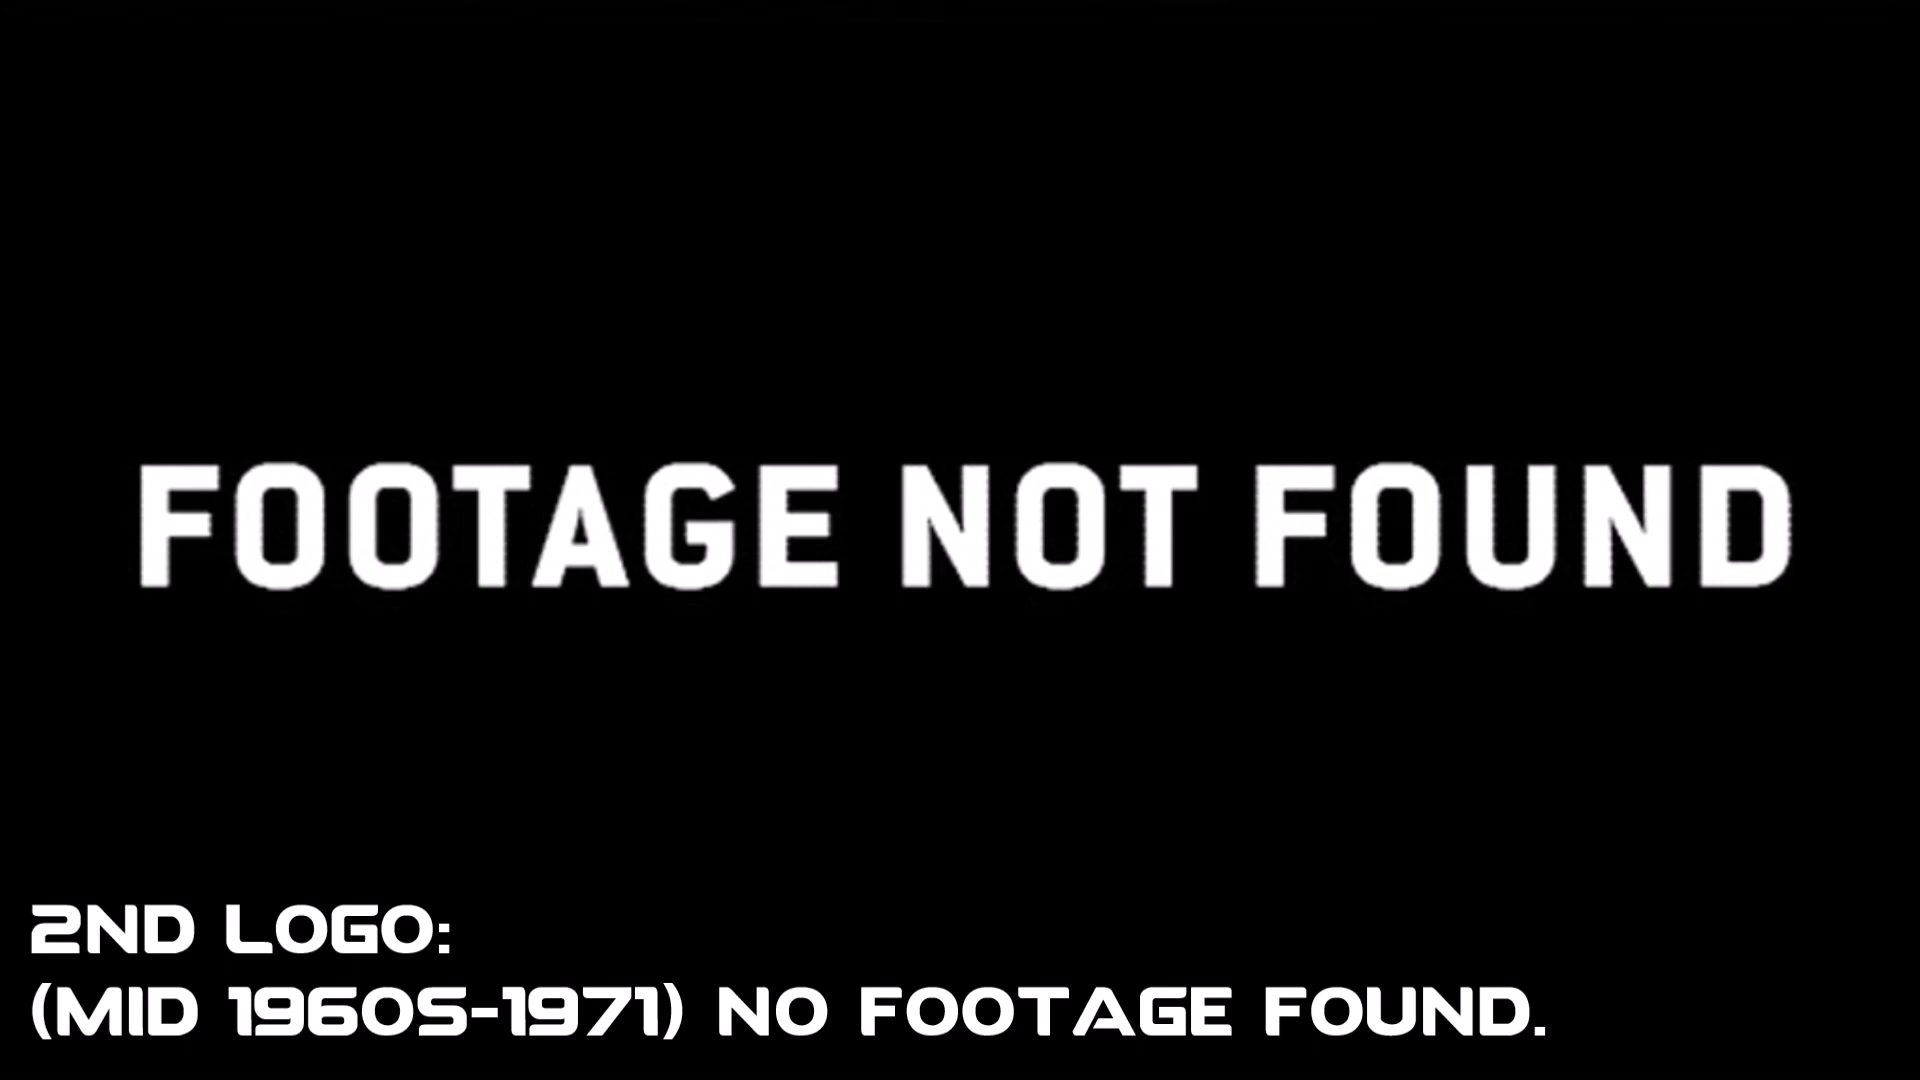 FOOTAGE NOT FOUND
2ND LOGO:
(MID 1960S-1971) NO FOOTAGE FOUND.